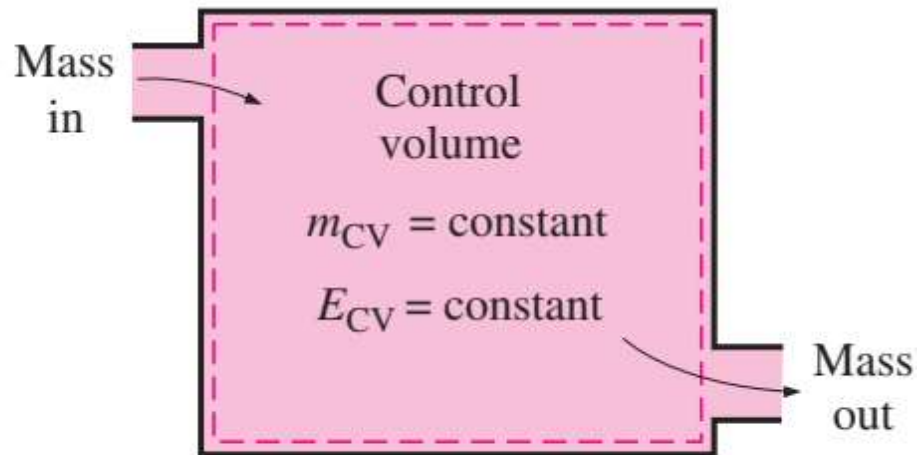 Mass
in
Control
volume
m_CV = constant
E_CV = constant
Mass
out